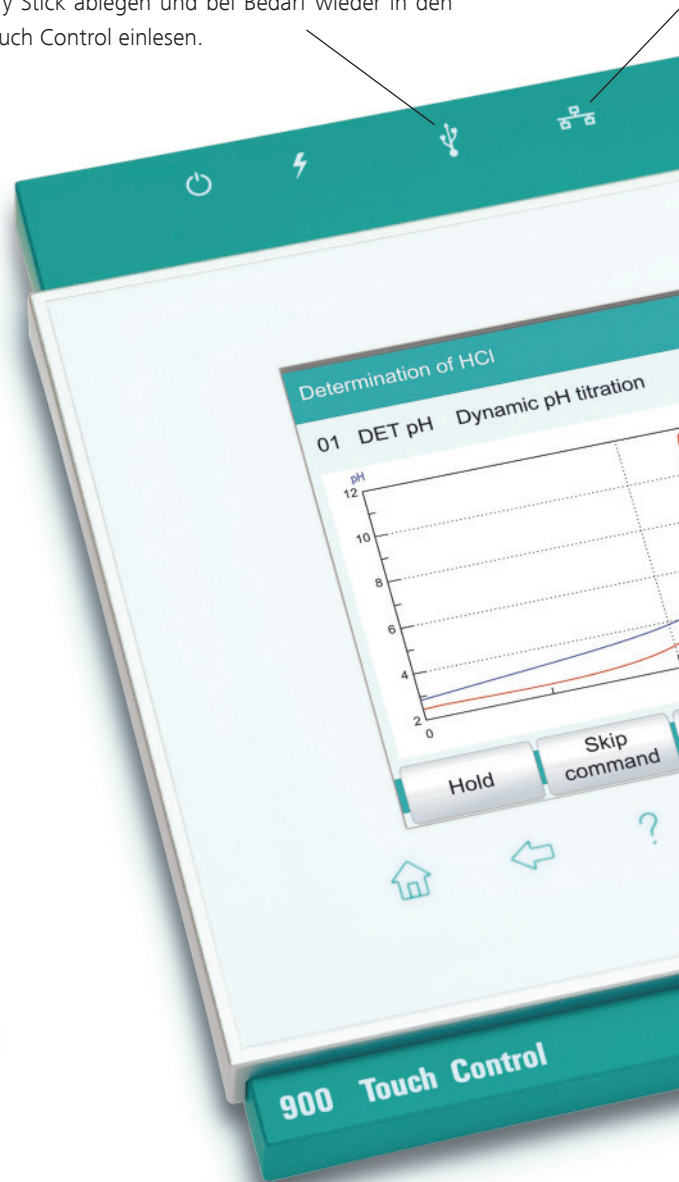 y Stick ablegen und bei Bedarf wieder in den
uch Control einlesen.
Determination of HCl
01 DET pH Dynamic pH titration
pH
12
10
8
6
4
2
0
Hold
Skip
command
?
900 Touch Control